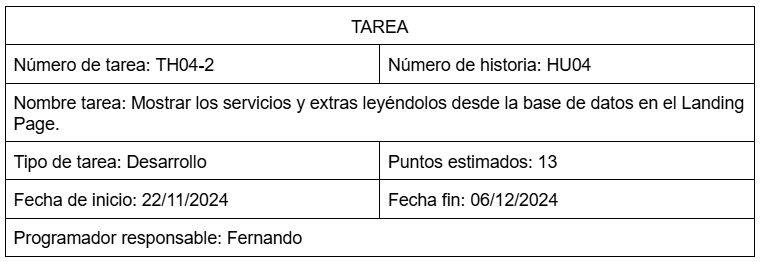 TAREA
Número de tarea: TH04-2
Número de historia: HU04
Nombre tarea: Mostrar los servicios y extras leyéndolos desde la base de datos en el Landing
Page.
Tipo de tarea: Desarrollo
Puntos estimados: 13
Fecha de inicio: 22/11/2024
Fecha fin: 06/12/2024
Programador responsable: Fernando